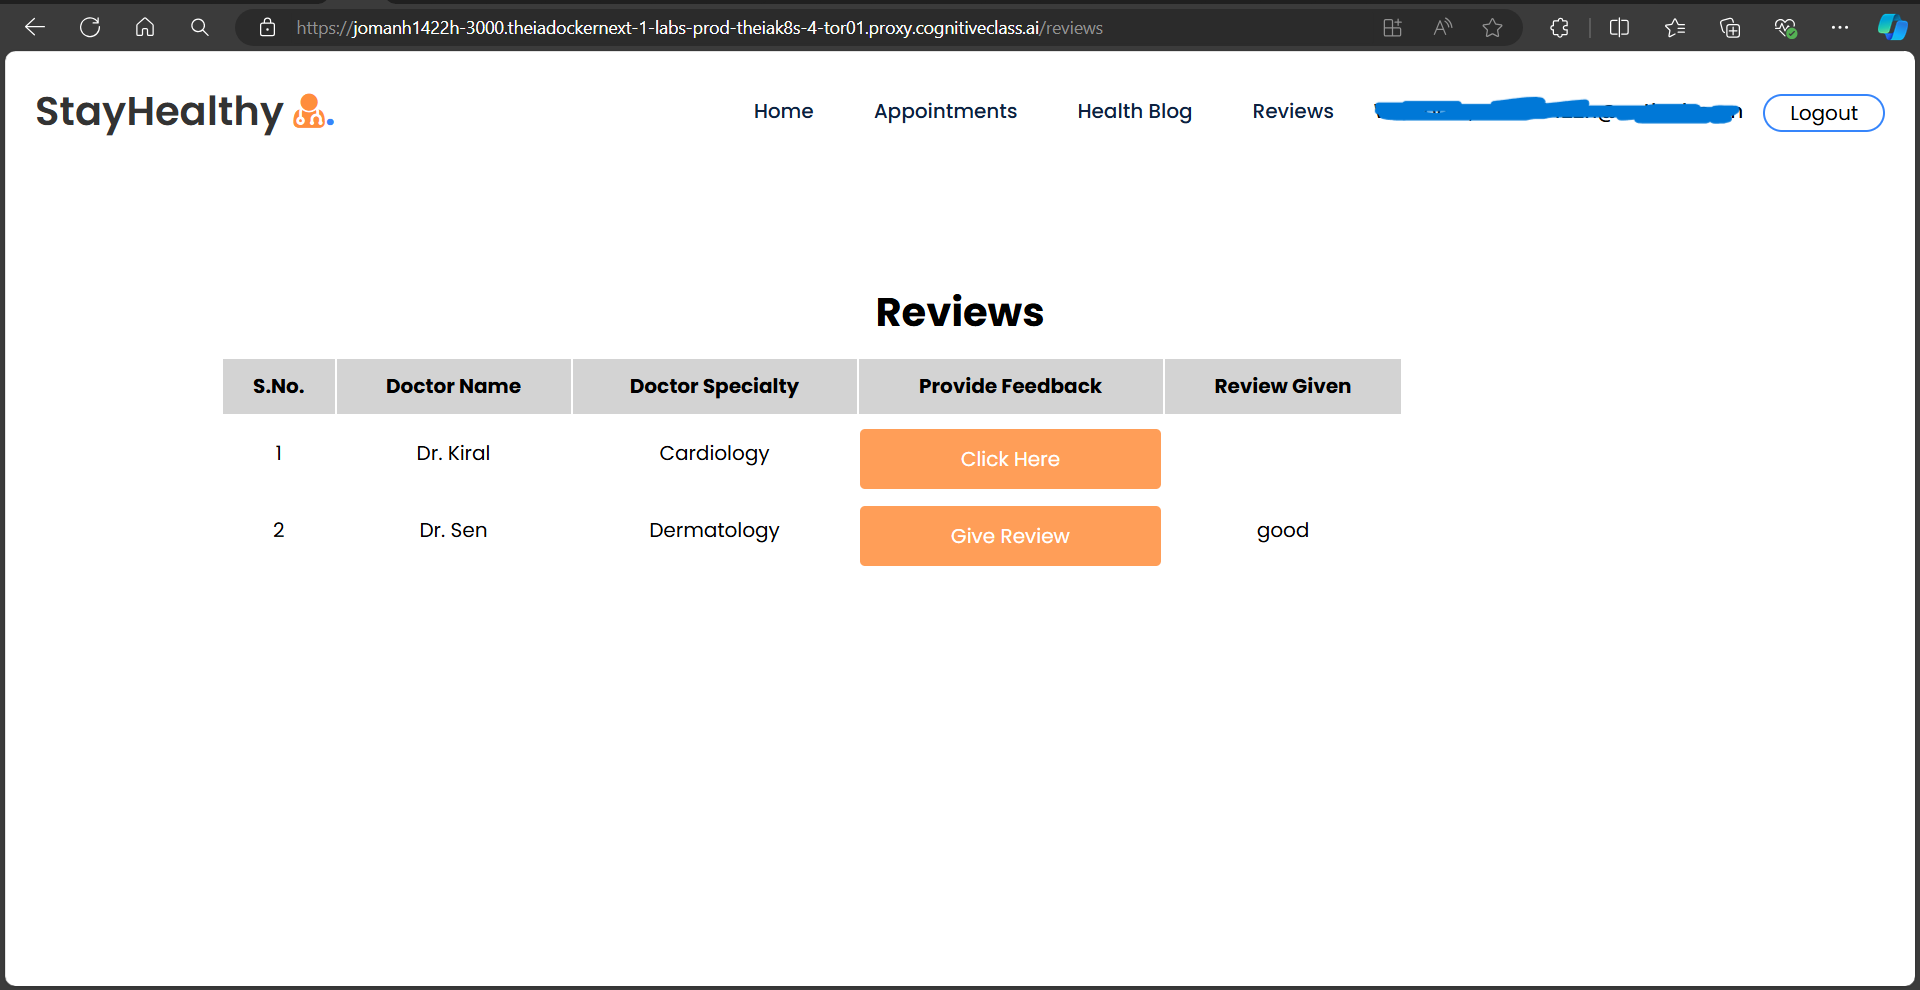 https://jomanh1422h-3000.theiadockernext-1-labs-prod-theiak8s-4-tor01.proxy.cognitiveclass.ai/reviews
StayHealthy
Home Appointments Health Blog Reviews Logout
Reviews
S.No. Doctor Name Doctor Specialty Provide Feedback Review Given
1 Dr. Kiral Cardiology Click Here
2 Dr. Sen Dermatology Give Review good